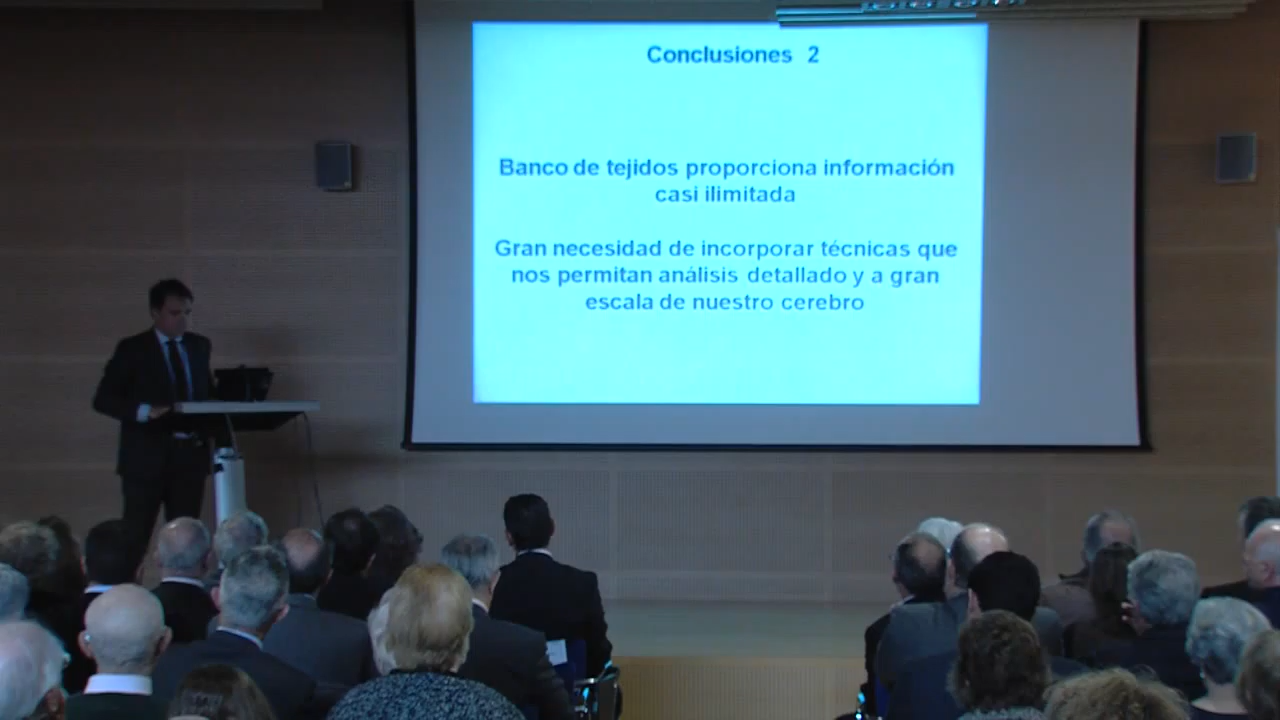 Conclusiones 2
Banco de tejidos proporciona información
casi ilimitada
Gran necesidad de incorporar técnicas que
nos permitan análisis detallado y a gran
escala de nuestro cerebro